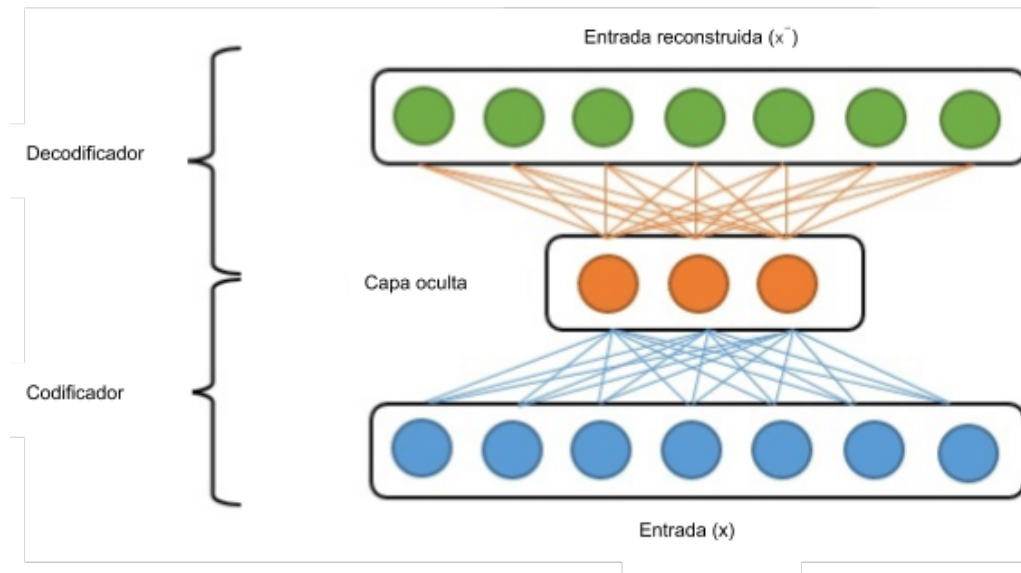 Entrada reconstruida (x⁻)
Decodificador
Capa oculta
Codificador
Entrada (x)